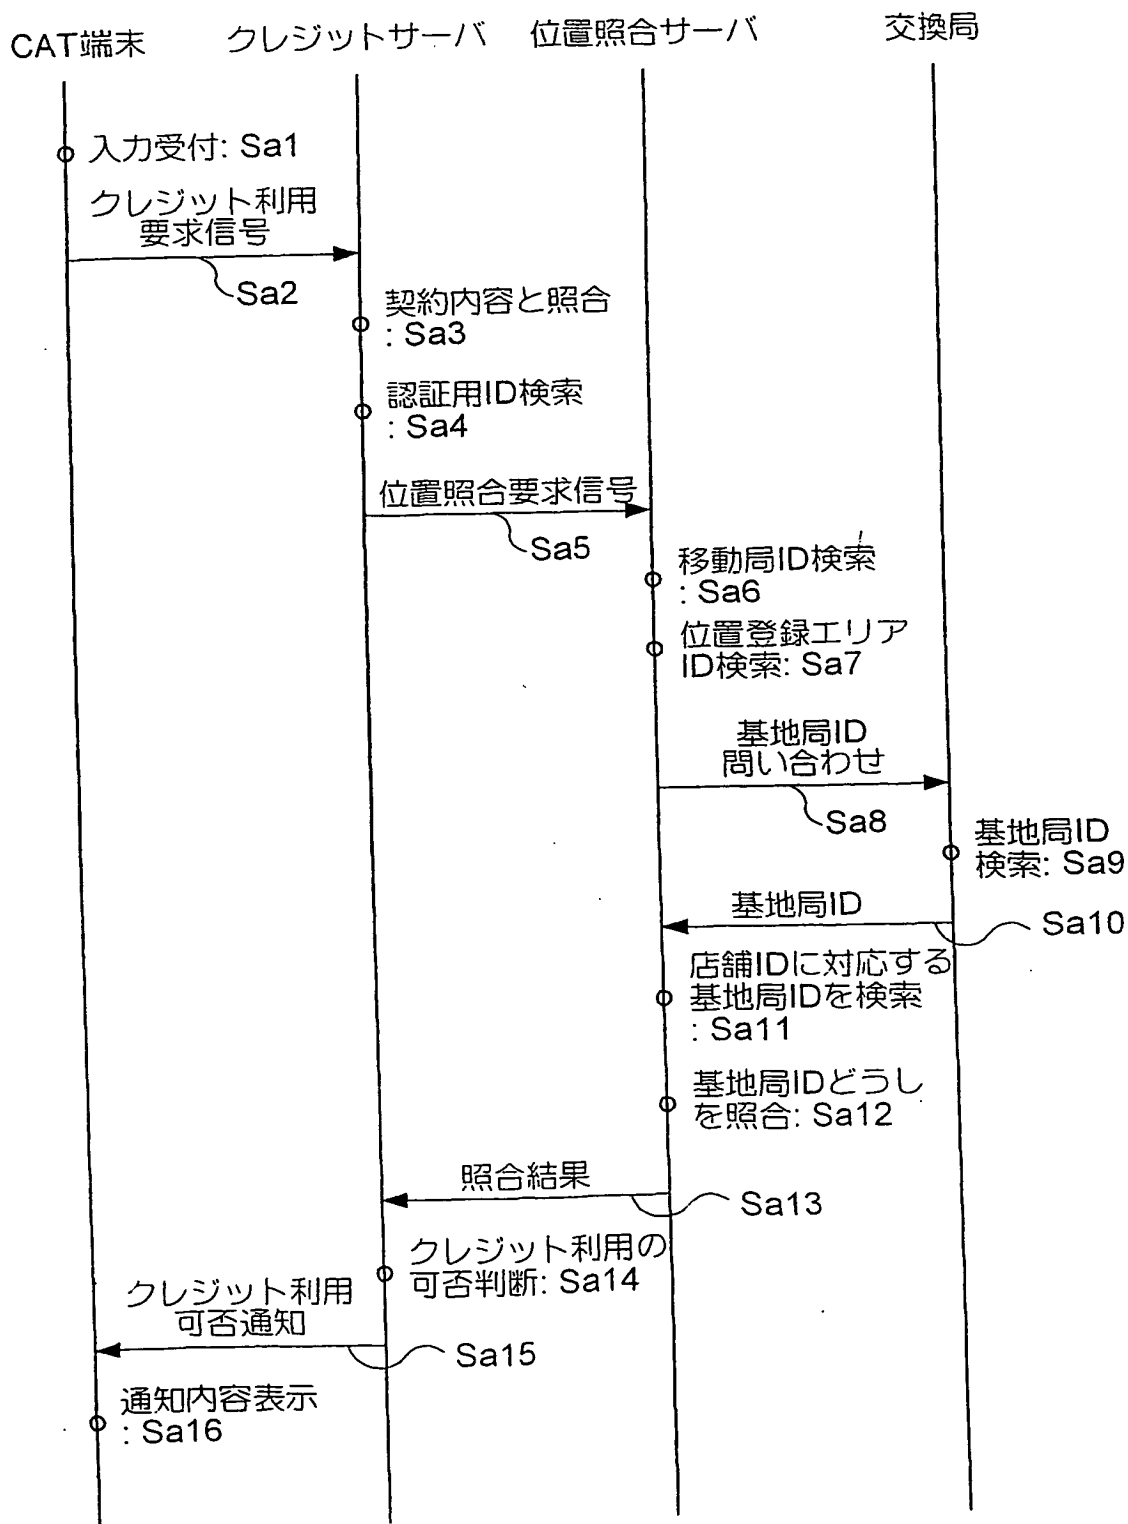 CAT端末
クレジットサーバ
位置照合サーバ
交換局
入力受付: Sa1
クレジット利用
要求信号
Sa2
契約内容と照合
: Sa3
認証用ID検索
: Sa4
位置照合要求信号
Sa5
移動局ID検索
: Sa6
位置登録エリア
ID検索: Sa7
基地局ID
問い合わせ
Sa8
基地局ID
検索: Sa9
基地局ID
Sa10
店舗IDに対応する
基地局IDを検索
: Sa11
基地局IDどうし
を照合: Sa12
照合結果
Sa13
クレジット利用の
可否判断: Sa14
クレジット利用
可否通知
Sa15
通知内容表示
: Sa16